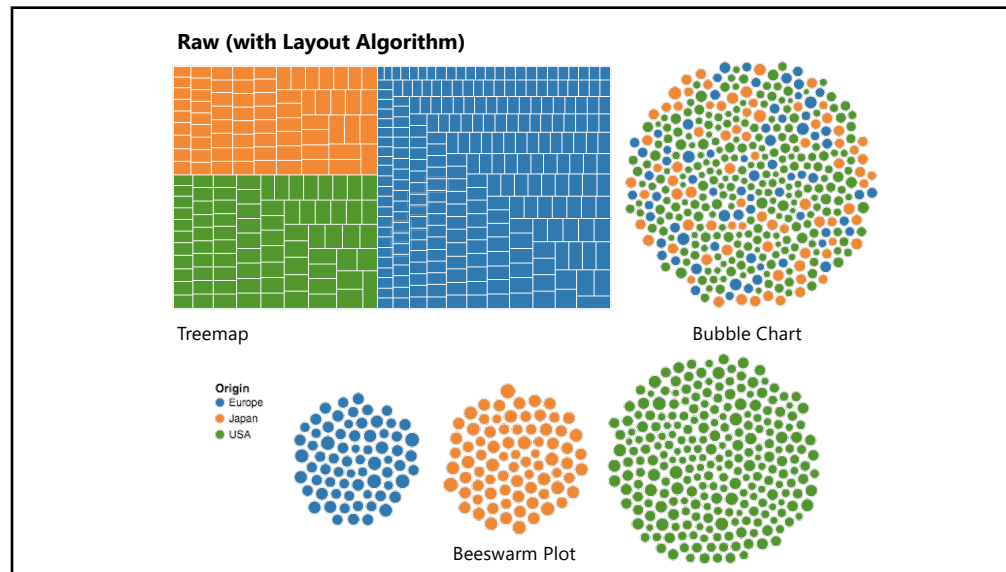 Raw (with Layout Algorithm)
Treemap
Bubble Chart
Origin
Europe
Japan
USA
Beeswarm Plot